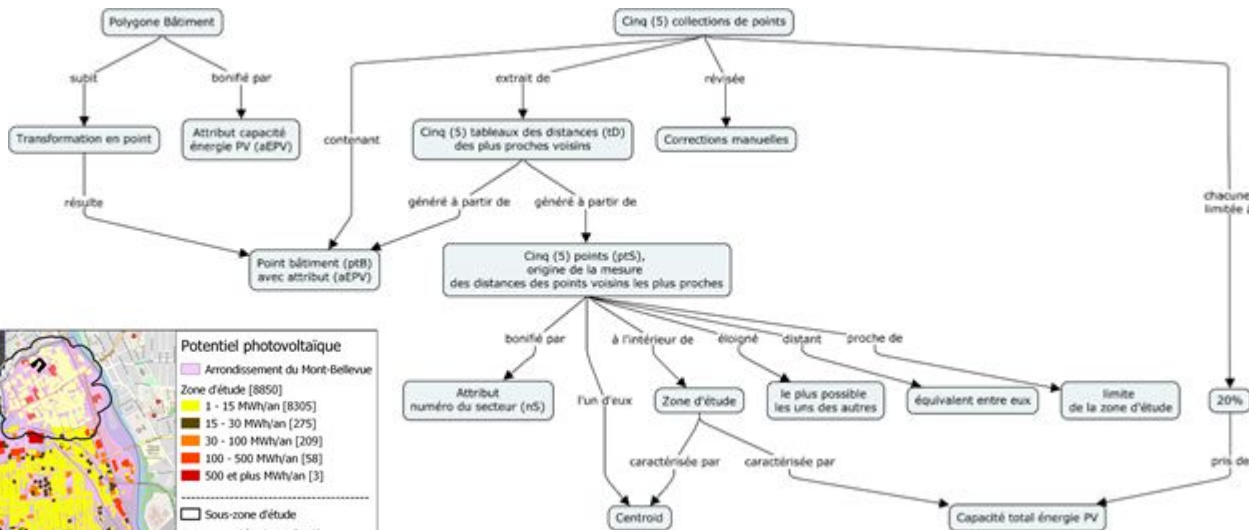 Polygone Bâtiment
Cinq (5) collections de points
subit
bonifié par
extrait de
révisée
Transformation en point
Attribut capacité
énergie PV (aEPV)
contenant
Cinq (5) tableaux des distances (tD)
des plus proches voisins
Corrections manuelles
résulte
généré à partir de
généré à partir de
chacune
limitée à
Point bâtiment (ptB)
avec attribut (aEPV)
Cinq (5) points (ptS),
origine de la mesure
des distances des points voisins les plus proches
bonifié par
à l'intérieur de
éloigné
distant
proche de
Attribut
numéro du secteur (nS)
l'un d'eux
Zone d'étude
le plus possible
les uns des autres
équivalent entre eux
limite
de la zone d'étude
20%
caractérisée par
caractérisée par
pris de
Centroid
Capacité total énergie PV
Potentiel photovoltaïque
Arrondissement du Mont-Bellevue
Zone d'étude [8850]
1 - 15 MWh/an [8305]
15 - 30 MWh/an [275]
30 - 100 MWh/an [209]
100 - 500 MWh/an [58]
500 et plus MWh/an [3]
Sous-zone d'étude